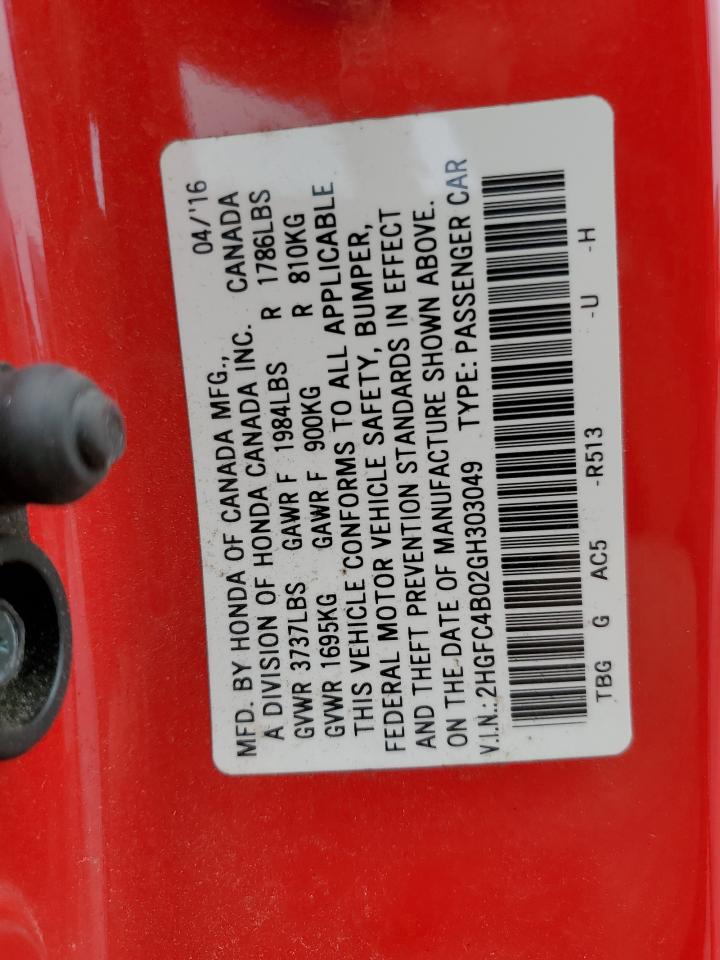 MFD. BY HONDA OF CANADA MFG., 04/'16
A DIVISION OF HONDA CANADA INC. CANADA
GVWR 3737LBS GAWR F 1984LBS R 1786LBS
GVWR 1695KG GAWR F 900KG R 810KG
THIS VEHICLE CONFORMS TO ALL APPLICABLE
FEDERAL MOTOR VEHICLE SAFETY, BUMPER,
AND THEFT PREVENTION STANDARDS IN EFFECT
ON THE DATE OF MANUFACTURE SHOWN ABOVE.
V.I.N.: 2HGFC4B02GH303049 TYPE: PASSENGER CAR
TBG G AC5 -R513 -U -H